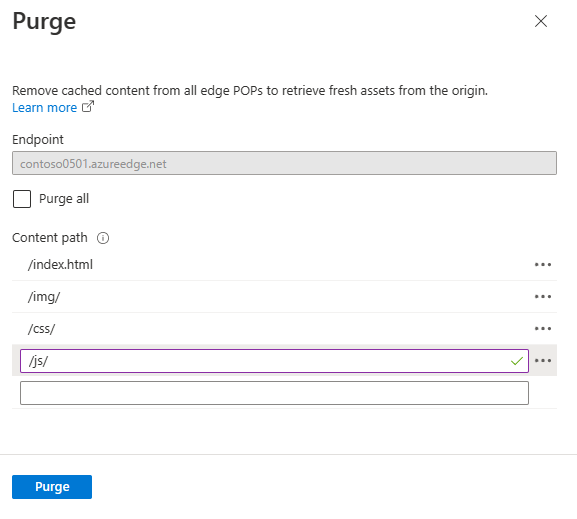 Purge
Remove cached content from all edge POPs to retrieve fresh assets from the origin.
Learn more
Endpoint
contoso0501.azureedge.net
Purge all
Content path
/index.html
/img/
/css/
/js/
Purge